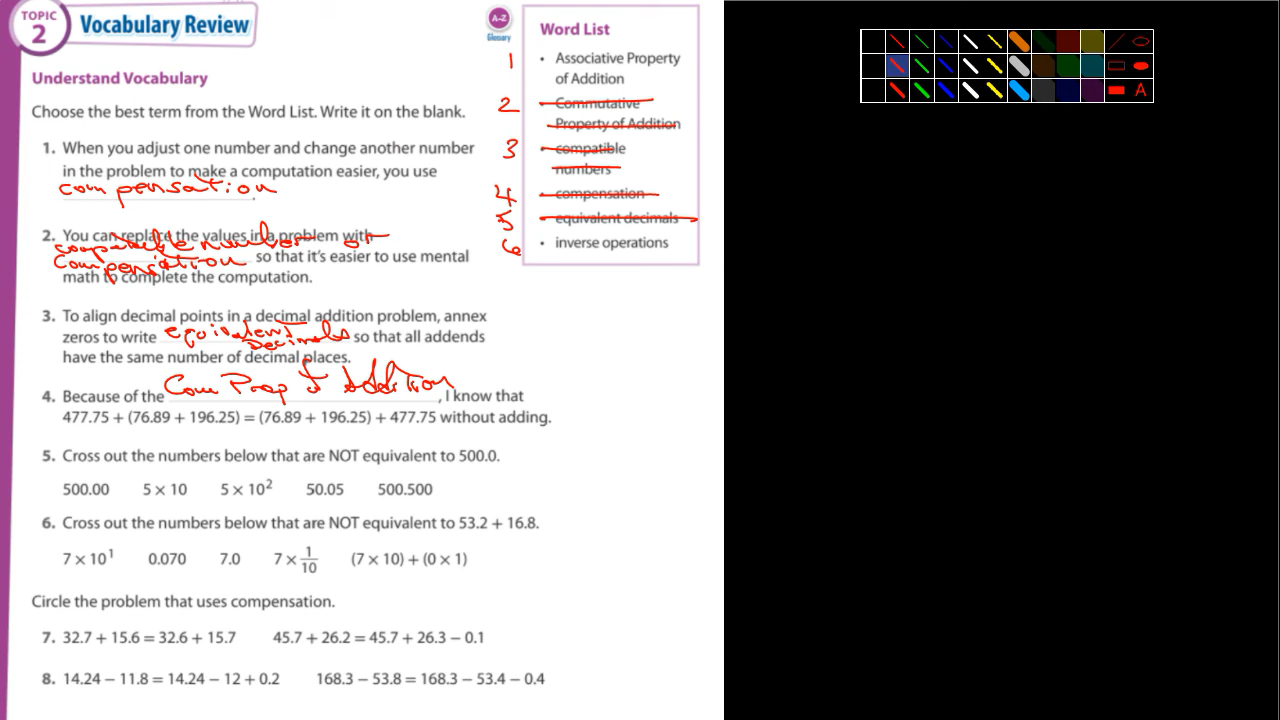 TOPIC
2
Vocabulary Review
A-Z
Glossary
Word List
1 • Associative Property
of Addition
2 • Commutative
Property of Addition
3 • compatible
numbers
4 • compensation
5 • equivalent decimals
6 • inverse operations
Understand Vocabulary
Choose the best term from the Word List. Write it on the blank.
1. When you adjust one number and change another number
in the problem to make a computation easier, you use
compensation.
2. You can replace the values in a problem with
compatible number or
compensation so that it's easier to use mental
math to complete the computation.
3. To align decimal points in a decimal addition problem, annex
zeros to write equivalent
Decimals so that all addends
have the same number of decimal places.
4. Because of the Com Prop of Addition, I know that
477.75 + (76.89 + 196.25) = (76.89 + 196.25) + 477.75 without adding.
5. Cross out the numbers below that are NOT equivalent to 500.0.
500.00 5 × 10 5 × 10² 50.05 500.500
6. Cross out the numbers below that are NOT equivalent to 53.2 + 16.8.
7 × 10¹ 0.070 7.0 7 × 1/10 (7 × 10) + (0 × 1)
Circle the problem that uses compensation.
7. 32.7 + 15.6 = 32.6 + 15.7 45.7 + 26.2 = 45.7 + 26.3 − 0.1
8. 14.24 − 11.8 = 14.24 − 12 + 0.2 168.3 − 53.8 = 168.3 − 53.4 − 0.4
A